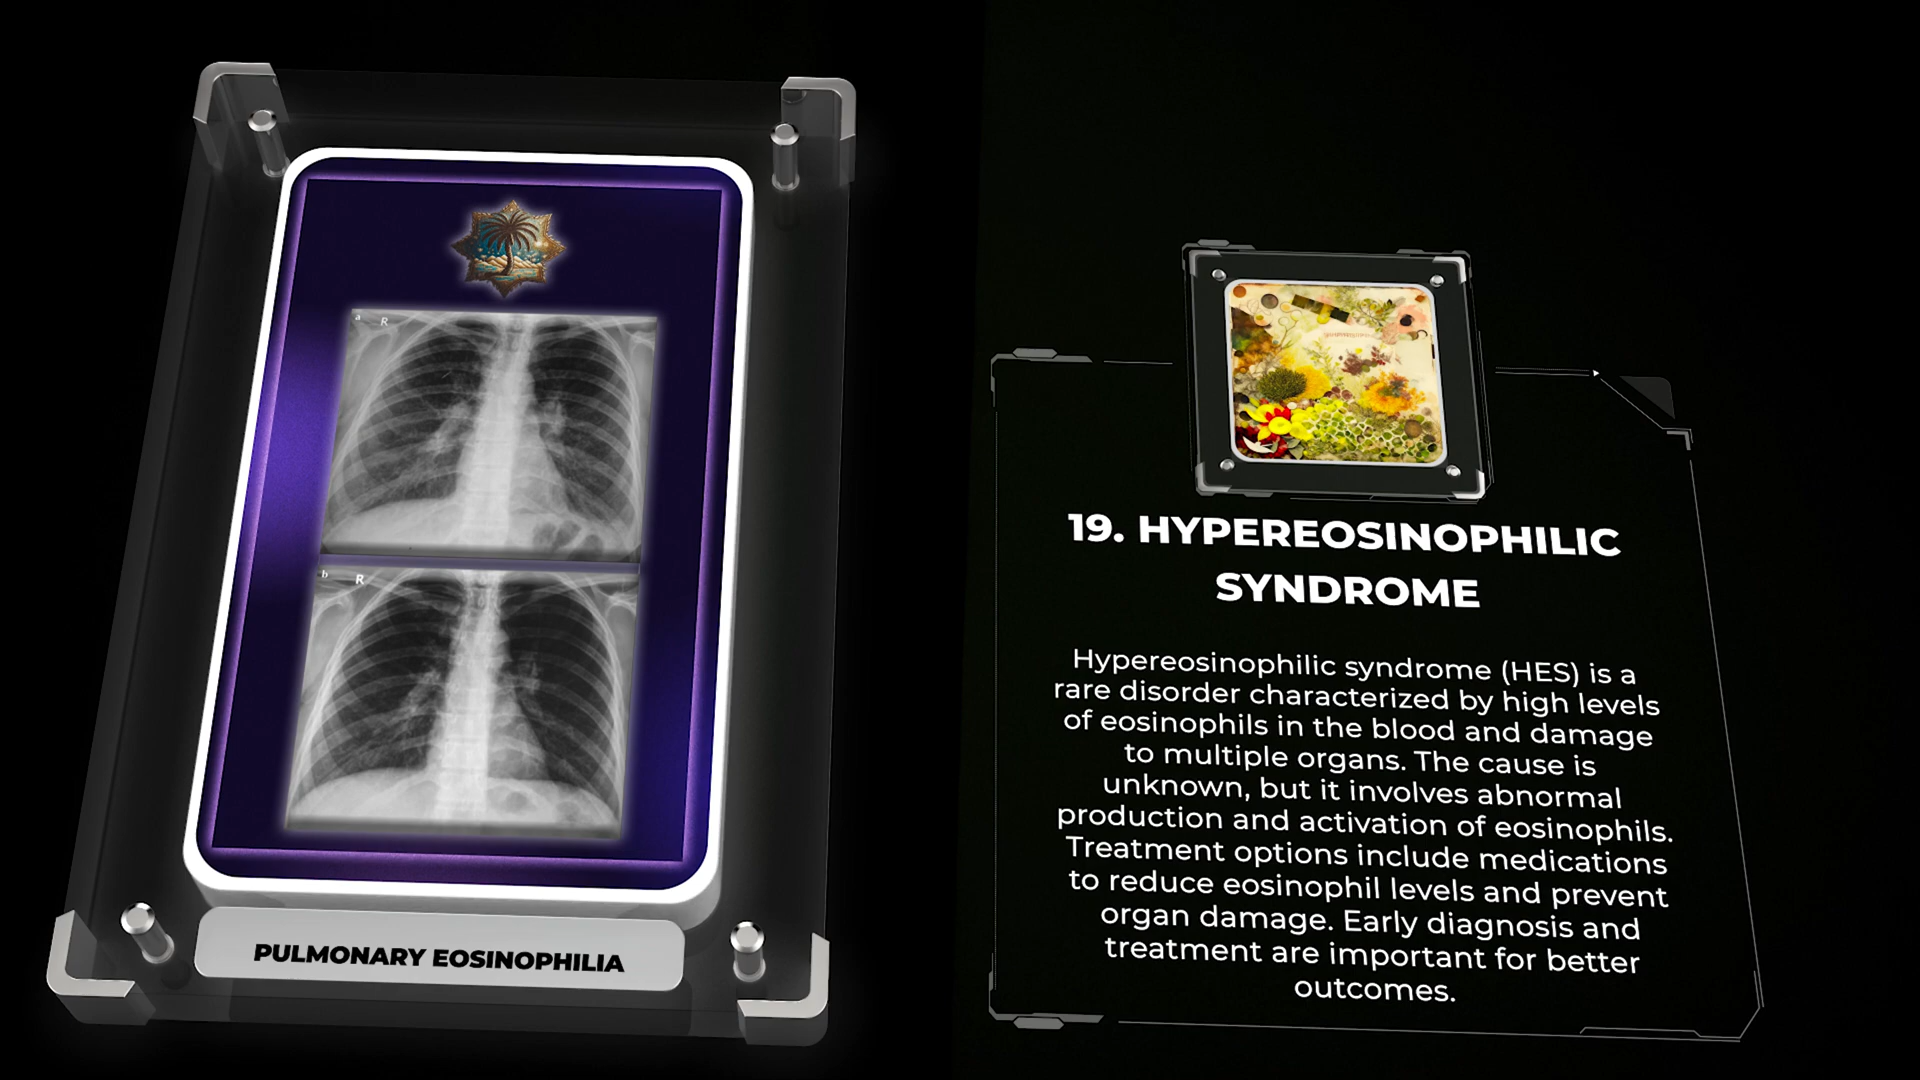 a R
b R
PULMONARY EOSINOPHILIA
19. HYPEREOSINOPHILIC
SYNDROME
Hypereosinophilic syndrome (HES) is a
rare disorder characterized by high levels
of eosinophils in the blood and damage
to multiple organs. The cause is
unknown, but it involves abnormal
production and activation of eosinophils.
Treatment options include medications
to reduce eosinophil levels and prevent
organ damage. Early diagnosis and
treatment are important for better
outcomes.